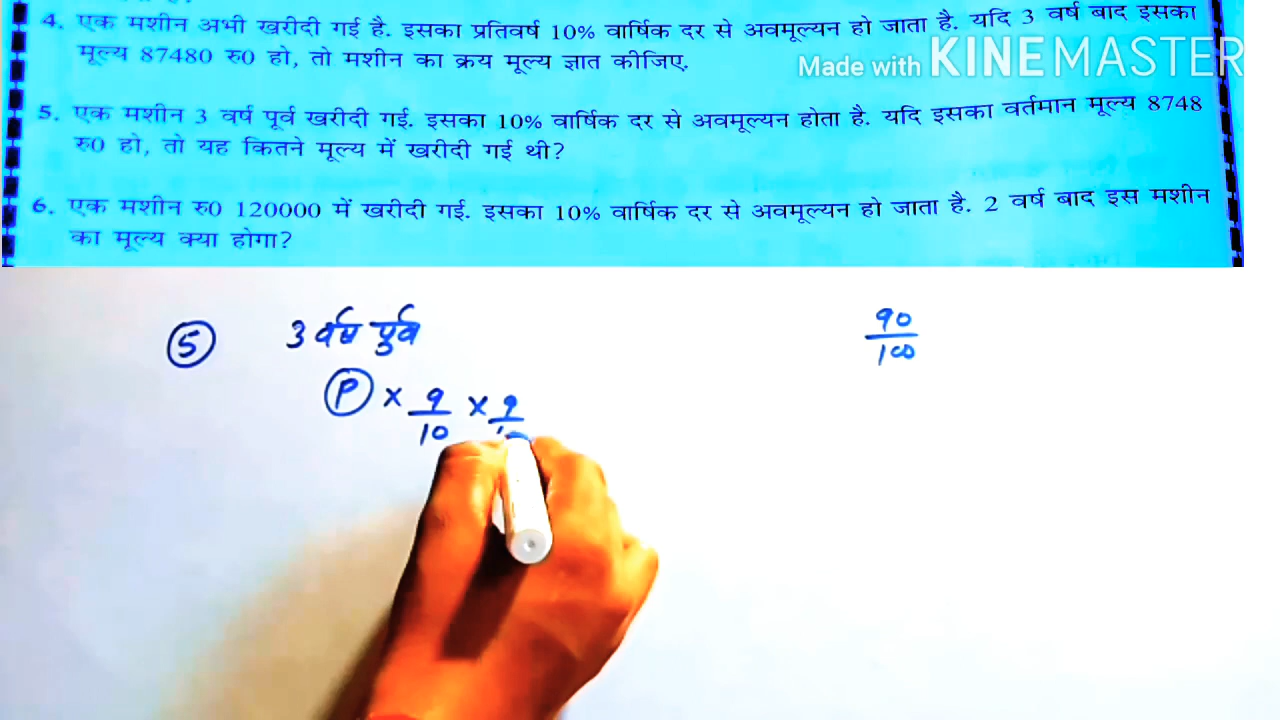 4. एक मशीन अभी खरीदी गई है. इसका प्रतिवर्ष 10% वार्षिक दर से अवमूल्यन हो जाता है. यदि 3 वर्ष बाद इसका
मूल्य 87480 रु0 हो, तो मशीन का क्रय मूल्य ज्ञात कीजिए.
Made with KINEMASTER
5. एक मशीन 3 वर्ष पूर्व खरीदी गई. इसका 10% वार्षिक दर से अवमूल्यन होता है. यदि इसका वर्तमान मूल्य 8748
रु0 हो, तो यह कितने मूल्य में खरीदी गई थी?
6. एक मशीन रु0 120000 में खरीदी गई. इसका 10% वार्षिक दर से अवमूल्यन हो जाता है. 2 वर्ष बाद इस मशीन
का मूल्य क्या होगा?
5 3 वर्ष पूर्व
90
100
P × 9 × 9
10